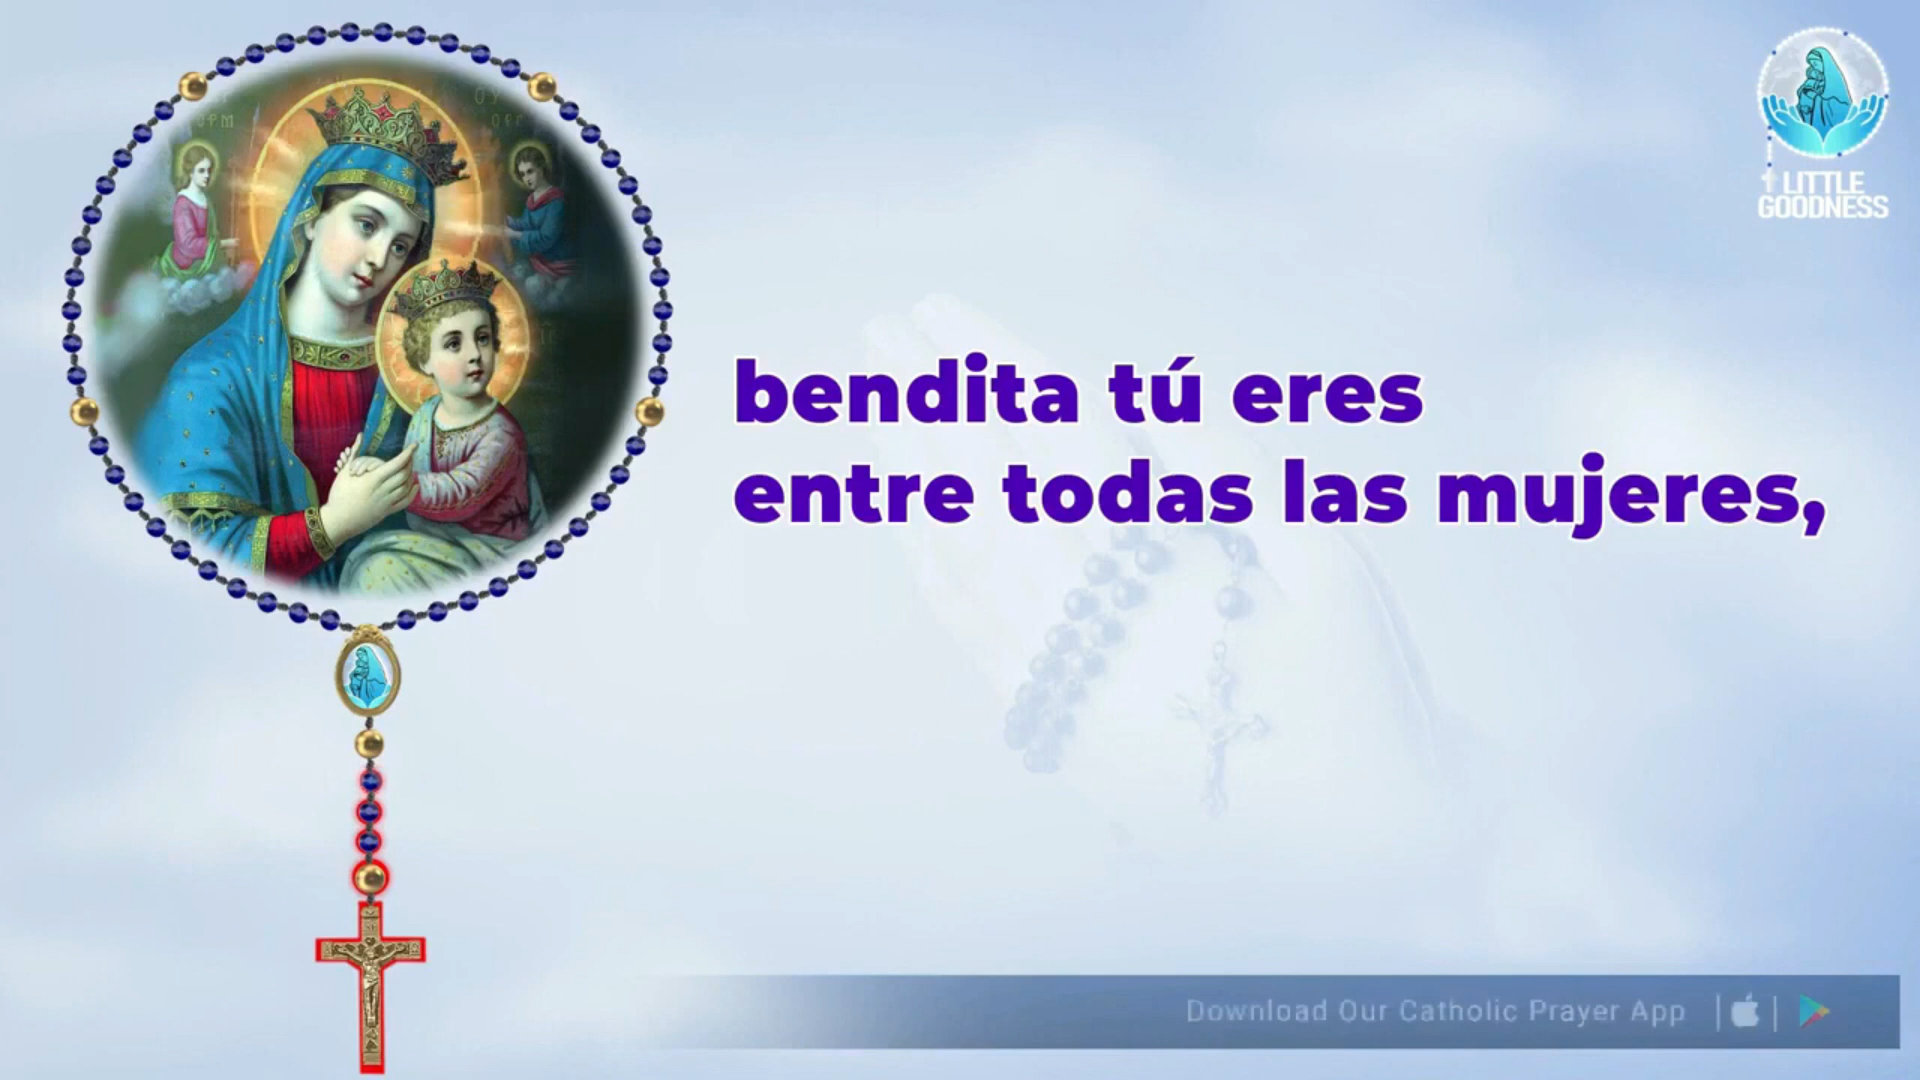 LITTLE
GOODNESS
bendita tú eres
entre todas las mujeres,
Download Our Catholic Prayer App